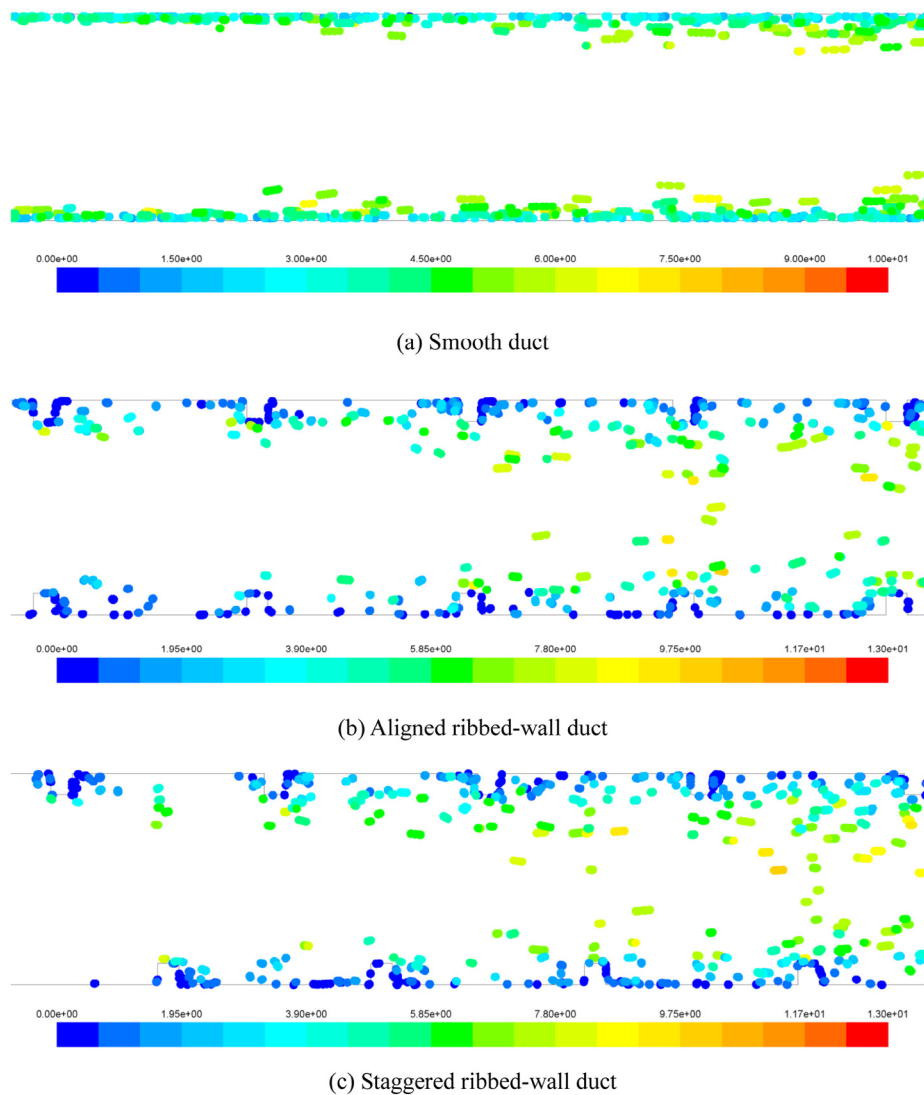 0.00e+00 1.50e+00 3.00e+00 4.50e+00 6.00e+00 7.50e+00 9.00e+00 1.00e+01
(a) Smooth duct
0.00e+00 1.95e+00 3.90e+00 5.85e+00 7.80e+00 9.75e+00 1.17e+01 1.30e+01
(b) Aligned ribbed-wall duct
0.00e+00 1.95e+00 3.90e+00 5.85e+00 7.80e+00 9.75e+00 1.17e+01 1.30e+01
(c) Staggered ribbed-wall duct